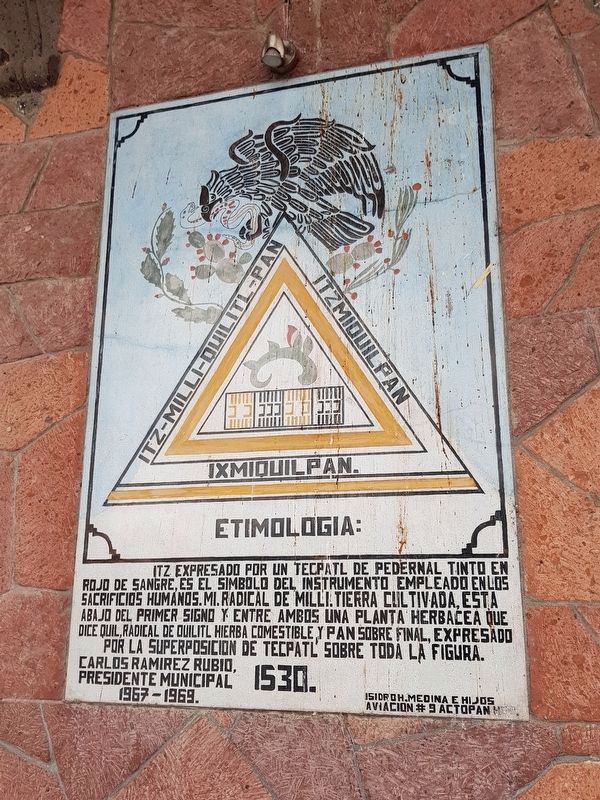 ITZ-MILLI-QUILITL-PAN
ITZMIQUILPAN
IXMIQUILPAN.
ETIMOLOGIA:
ITZ EXPRESADO POR UN TECPATL DE PEDERNAL TINTO EN
ROJO DE SANGRE, ES EL SIMBOLO DEL INSTRUMENTO EMPLEADO EN LOS
SACRIFICIOS HUMANOS. MI. RADICAL DE MILLI. TIERRA CULTIVADA, ESTA
ABAJO DEL PRIMER SIGNO Y ENTRE AMBOS UNA PLANTA HERBACEA QUE
DICE QUIL, RADICAL DE QUILITL HIERBA COMESTIBLE, Y PAN SOBRE FINAL, EXPRESADO
POR LA SUPERPOSICION DE TECPATL SOBRE TODA LA FIGURA.
CARLOS RAMIREZ RUBIO,
PRESIDENTE MUNICIPAL
1967-1969.
1530.
ISIDRO H. MEDINA E HIJOS
AVIACION # 9 ACTOPAN